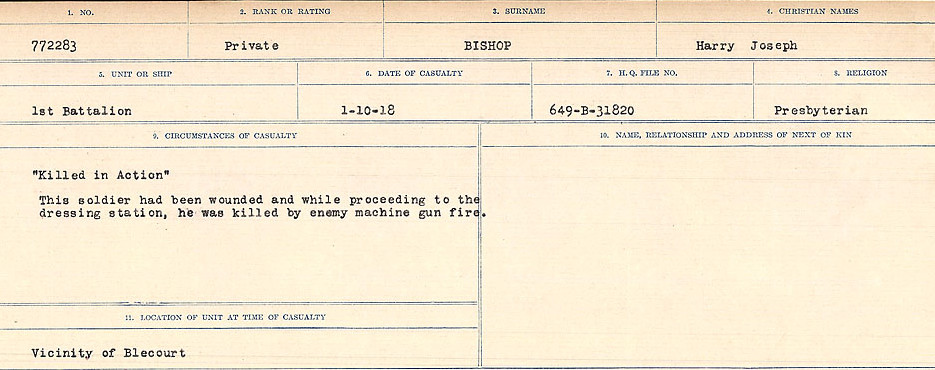 1. NO. 2. RANK OR RATING 3. SURNAME 4. CHRISTIAN NAMES
772283 Private BISHOP Harry Joseph
5. UNIT OR SHIP 6. DATE OF CASUALTY 7. H.Q. FILE NO. 8. RELIGION
1st Battalion 1-10-18 649-B-31820 Presbyterian
9. CIRCUMSTANCES OF CASUALTY 10. NAME, RELATIONSHIP AND ADDRESS OF NEXT OF KIN
"Killed in Action"
This soldier had been wounded and while proceeding to the
dressing station, he was killed by enemy machine gun fire.
11. LOCATION OF UNIT AT TIME OF CASUALTY
Vicinity of Blecourt